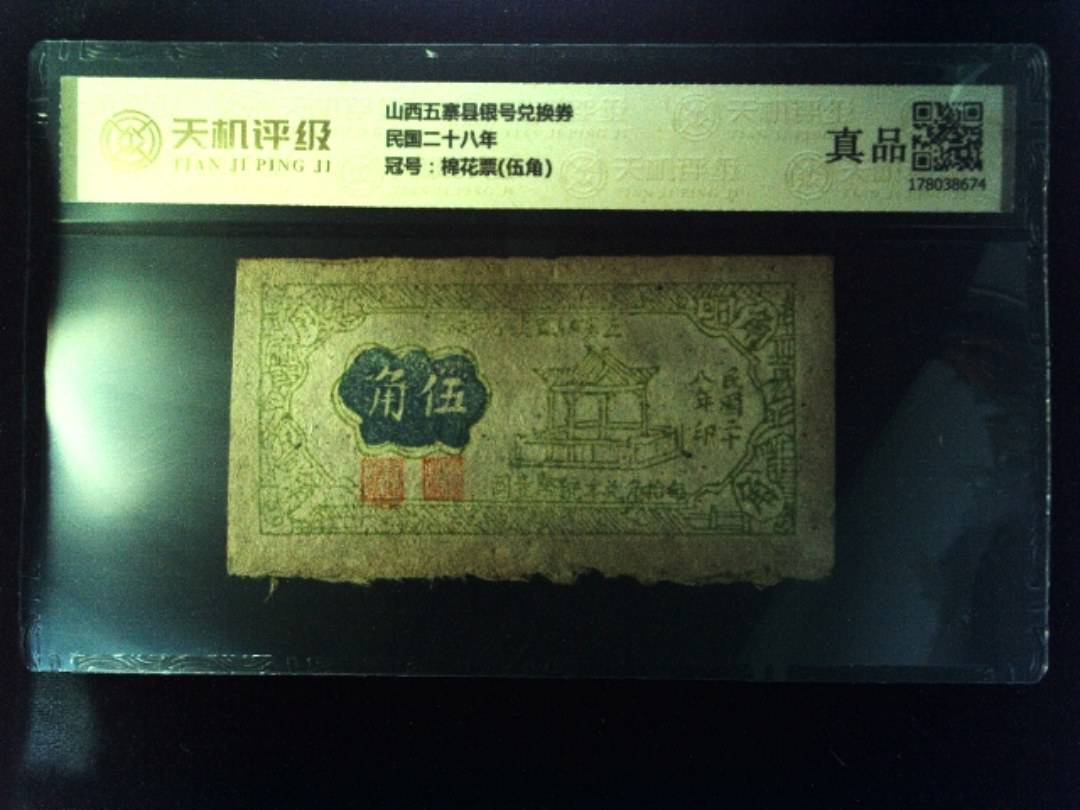 天机评级
TIAN JI PING JI
山西五寨县银号兑换券
民国二十八年
冠号：棉花票(伍角)
真品
178038674
角伍
民國二十
八年印